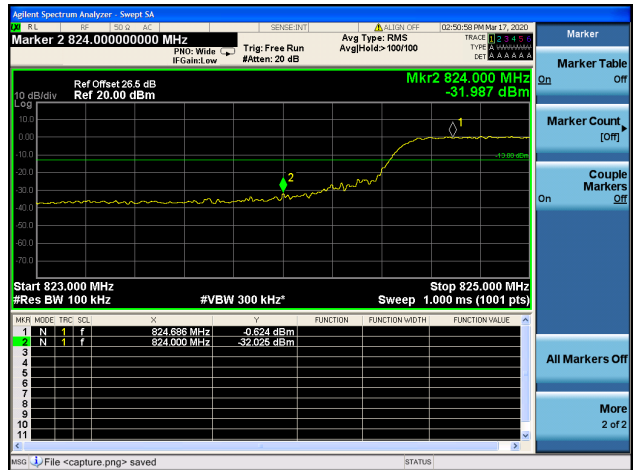 Agilent Spectrum Analyzer - Swept SA
RL RF 50 Ω AC SENSE:INT ALIGN OFF 02:50:58 PM Mar 17, 2020
Marker 2 824.000000000 MHz
PNO: Wide
IFGain:Low
Trig: Free Run
#Atten: 20 dB
Avg Type: RMS
Avg|Hold:>100/100
TRACE 1 2 3 4 5 6
TYPE A
DET A A A A A A
Ref Offset 26.5 dB
Ref 20.00 dBm
10 dB/div
Log
Mkr2 824.000 MHz
-31.987 dBm
10.0
0.00
-10.0
-20.0
-30.0
-40.0
-50.0
-60.0
-70.0
1
2
-13.00 dBm
Start 823.000 MHz
Stop 825.000 MHz
#Res BW 100 kHz
#VBW 300 kHz*
Sweep 1.000 ms (1001 pts)
MKR MODE TRC SCL X Y FUNCTION FUNCTION WIDTH FUNCTION VALUE
1 N 1 f 824.686 MHz -0.624 dBm
2 N 1 f 824.000 MHz -32.025 dBm
3
4
5
6
7
8
9
10
11
MSG File <capture.png> saved STATUS
Marker
Marker Table
On Off
Marker Count
[Off]
Couple
Markers
On Off
All Markers Off
More
2 of 2